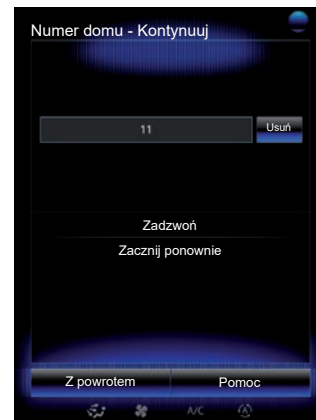 Numer domu - Kontynuuj
11
Usuń
Zadzwoń
Zacznij ponownie
Z powrotem
Pomoc
A/C
A